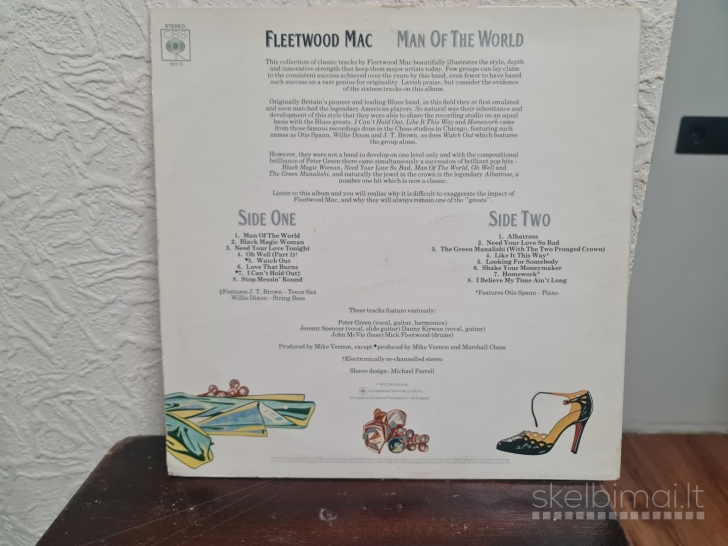 STEREO
CBS
FLEETWOOD MAC MAN OF THE WORLD
This collection of classic tracks by Fleetwood Mac beautifully illustrates the style, depth
and innovative strength that keep them major artists today. Few groups can lay claim
to the consistent success achieved over the years by this band, even fewer to have based
such success on a rare genius for originality. Lavish praise, but consider the evidence
of the sixteen tracks on this album.
Originally Britain's pioneer and leading Blues band, in this field they at first emulated
and soon matched the legendary American players. So natural was their inheritance and
development of this style that they were able to share the recording studio on an equal
basis with the Blues greats. I Can't Hold Out, Like It This Way and Homework came
from those famous recordings done in the Chess studios in Chicago, featuring such
names as Otis Spann, Willie Dixon and J. T. Brown, as does Watch Out which features
the group alone.
However, they were not a band to develop on one level only and with the compositional
brilliance of Peter Green there came simultaneously a succession of brilliant pop hits –
Black Magic Woman, Need Your Love So Bad, Man Of The World, Oh Well and
The Green Manalishi, and naturally the jewel in the crown is the legendary Albatross, a
number one hit which is now a classic.
Listen to this album and you will realise why it is difficult to exaggerate the impact of
Fleetwood Mac, and why they will always remain one of the "greats".
SIDE ONE
1. Man Of The World
2. Black Magic Woman
3. Need Your Love Tonight
4. Oh Well (Part I)†
*5. Watch Out
6. Love That Burns
*7. I Can't Hold Out‡
8. Stop Messin' Round
‡Features J. T. Brown - Tenor Sax
Willie Dixon - String Bass
SIDE TWO
1. Albatross
2. Need Your Love So Bad
3. The Green Manalishi (With The Two Pronged Crown)
4. Like It This Way*
5. Looking For Somebody
6. Shake Your Moneymaker
7. Homework*
8. I Believe My Time Ain't Long
*Features Otis Spann - Piano
These tracks feature variously:
Peter Green (vocal, guitar, harmonica)
Jeremy Spencer (vocal, slide guitar) Danny Kirwan (vocal, guitar)
John McVie (bass) Mick Fleetwood (drums)
Produced by Mike Vernon, except *produced by Mike Vernon and Marshall Chess
†Electronically re-channelled stereo
Sleeve design: Michael Farrell
skelbimai.lt